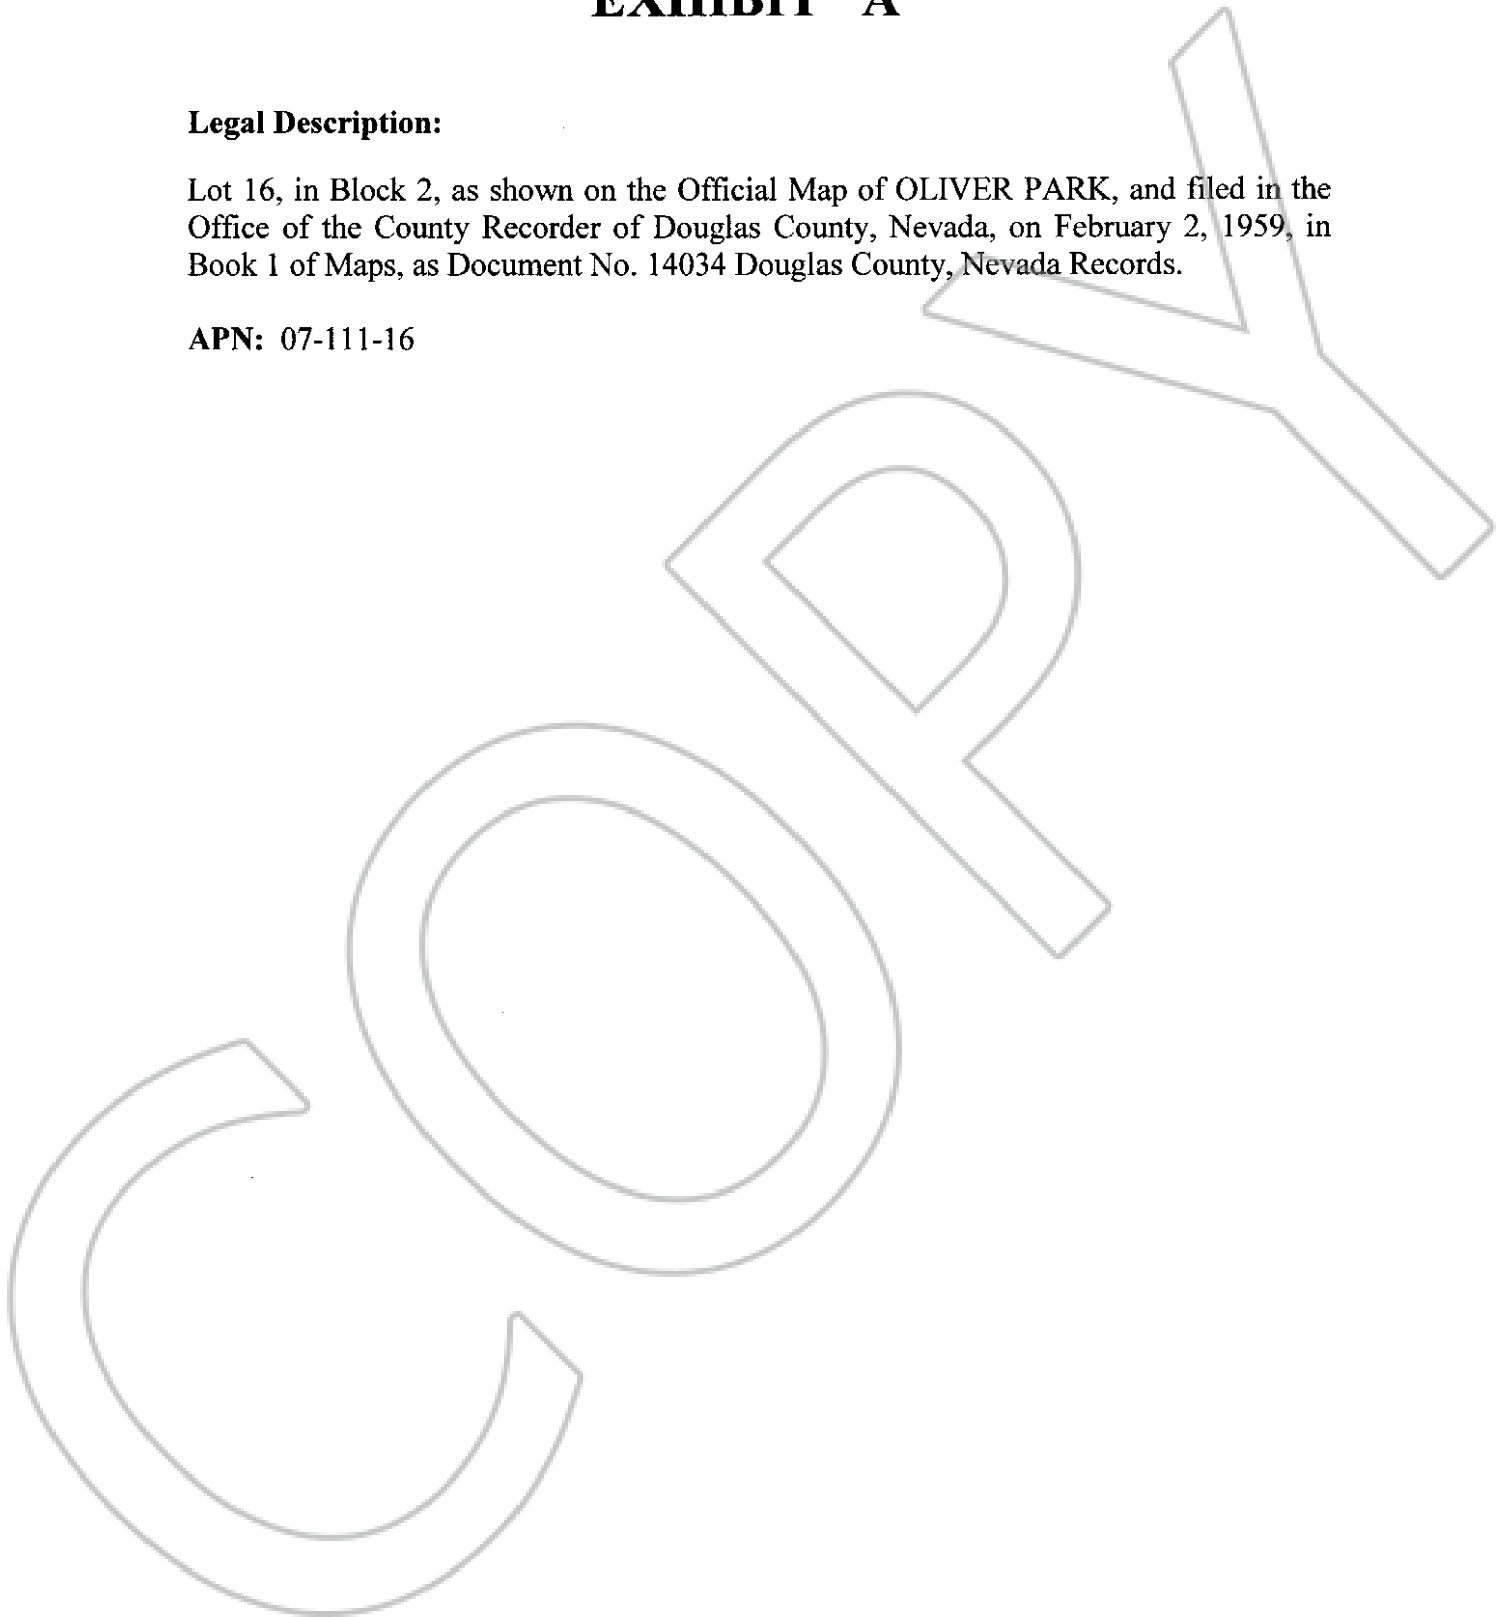 EXHIBIT "A"
Legal Description:
Lot 16, in Block 2, as shown on the Official Map of OLIVER PARK, and filed in the
Office of the County Recorder of Douglas County, Nevada, on February 2, 1959, in
Book 1 of Maps, as Document No. 14034 Douglas County, Nevada Records.
APN: 07-111-16
COPY